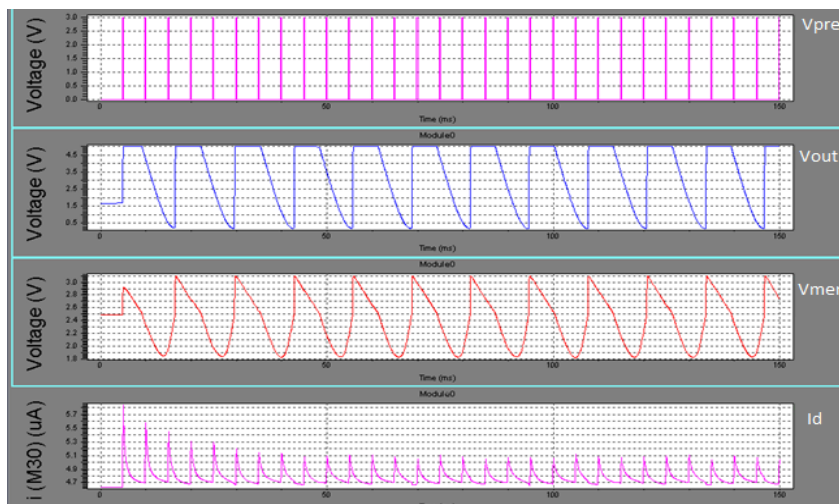 Voltage (V)
3.0
2.5
2.0
1.5
1.0
0.5
0.0
Vpre
50
100
150
Time (ms)
Module0
Voltage (V)
4.5
3.5
2.5
1.5
0.5
Vout
50
100
150
Time (ms)
Module0
Voltage (V)
3.0
2.8
2.6
2.4
2.2
2.0
1.8
Vmem
0
50
100
150
Time (ms)
Module0
i (M30) (uA)
5.7
5.5
5.3
5.1
4.9
4.7
Id
0
50
100
150